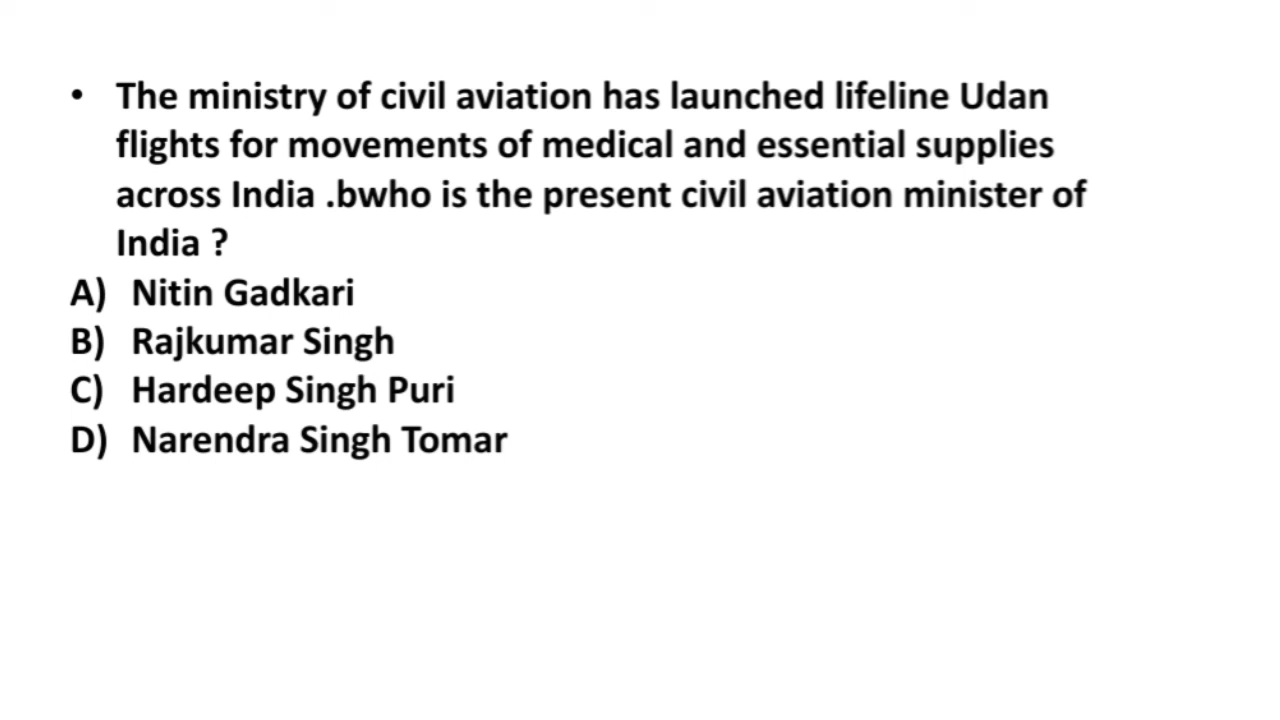 • The ministry of civil aviation has launched lifeline Udan
flights for movements of medical and essential supplies
across India .bwho is the present civil aviation minister of
India ?
A) Nitin Gadkari
B) Rajkumar Singh
C) Hardeep Singh Puri
D) Narendra Singh Tomar